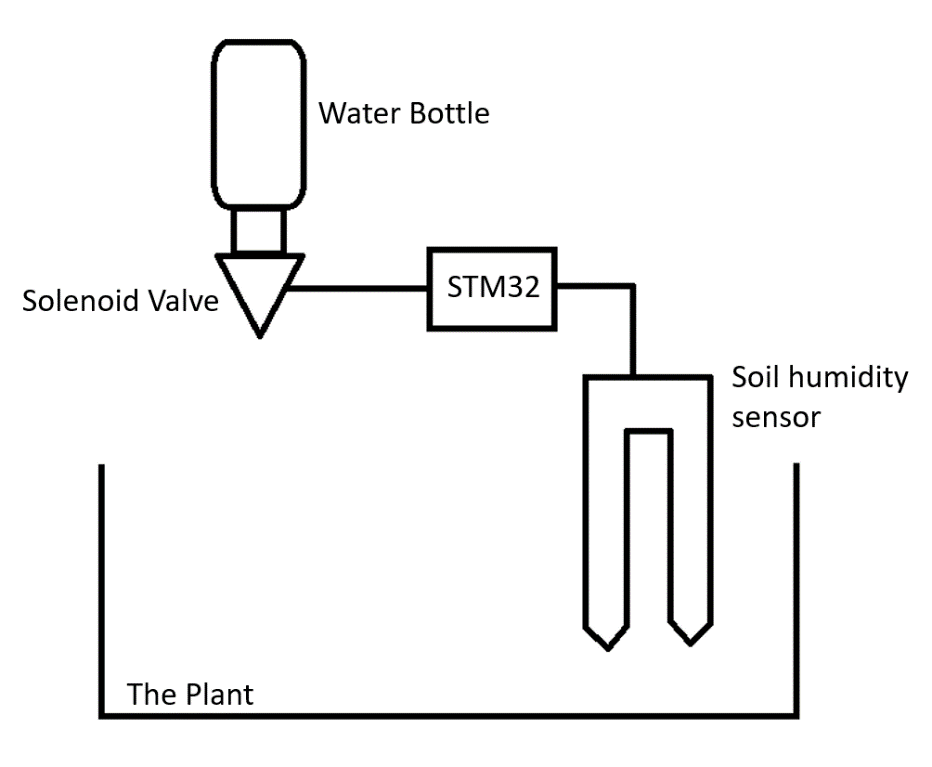 Water Bottle
Solenoid Valve
STM32
Soil humidity
sensor
The Plant